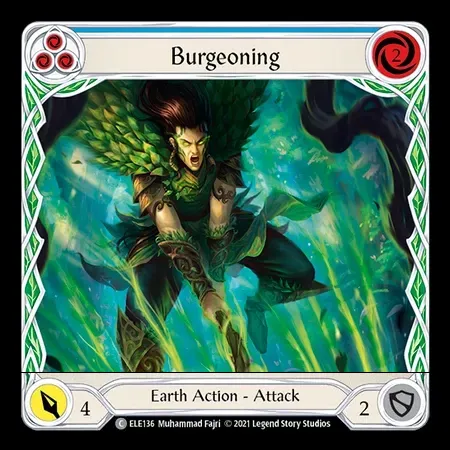 Burgeoning
2
4
Earth Action - Attack
2
C ELE136 Muhammad Fajri © 2021 Legend Story Studios